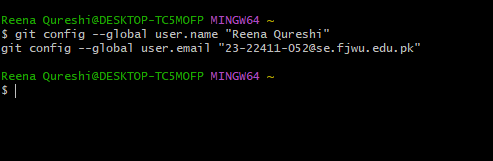 Reena Qureshi@DESKTOP-TC5MOFP MINGW64 ~
$ git config --global user.name "Reena Qureshi"
git config --global user.email "23-22411-052@se.fjwu.edu.pk"
Reena Qureshi@DESKTOP-TC5MOFP MINGW64 ~
$